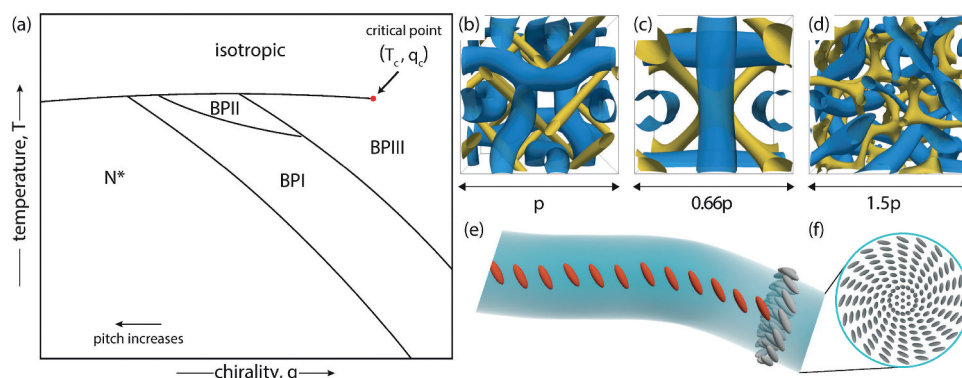 (a)
isotropic
critical point
(T_c, q_c)
BPII
BPIII
N*
BPI
temperature, T
pitch increases
chirality, q
(b)
p
(c)
0.66p
(d)
1.5p
(e)
(f)